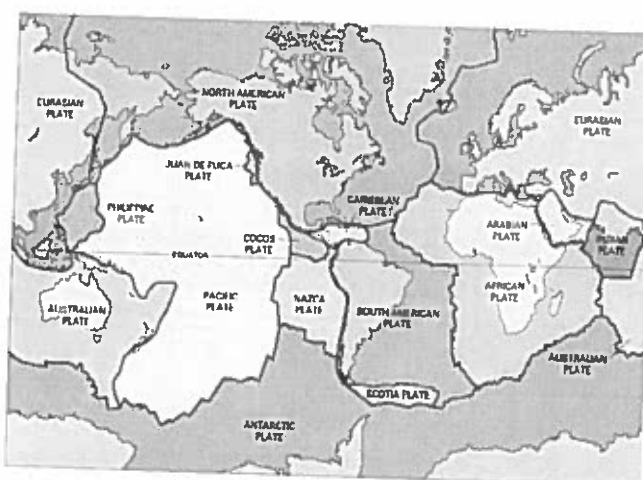 NORTH AMERICAN
PLATE
EURASIAN
PLATE
EURASIAN
PLATE
JUAN DE FUCA
PLATE
CARIBBEAN
PLATE
PHILIPPINE
PLATE
ARABIAN
PLATE
COCOS
PLATE
EQUATOR
INDIAN
PLATE
AFRICAN
PLATE
AUSTRALIAN
PLATE
PACIFIC
PLATE
NAZCA
PLATE
SOUTH AMERICAN
PLATE
AUSTRALIAN
PLATE
SCOTIA PLATE
ANTARCTIC
PLATE